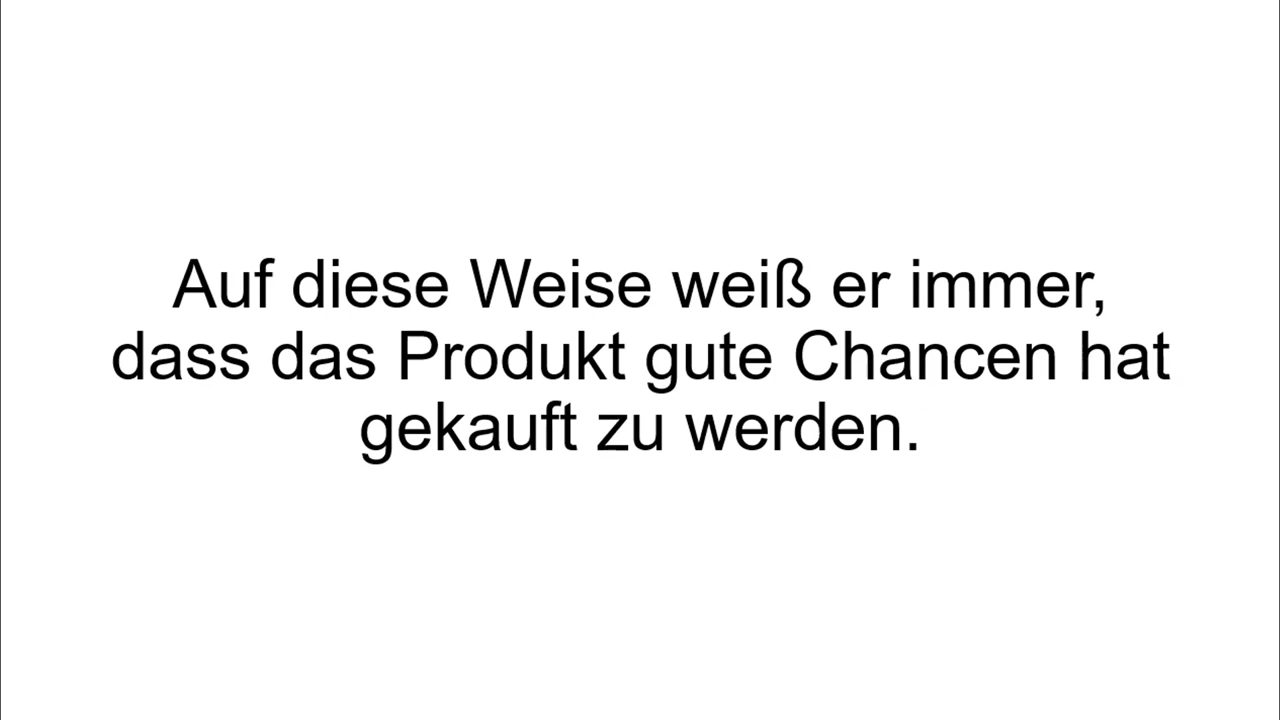 Auf diese Weise weiß er immer,
dass das Produkt gute Chancen hat
gekauft zu werden.